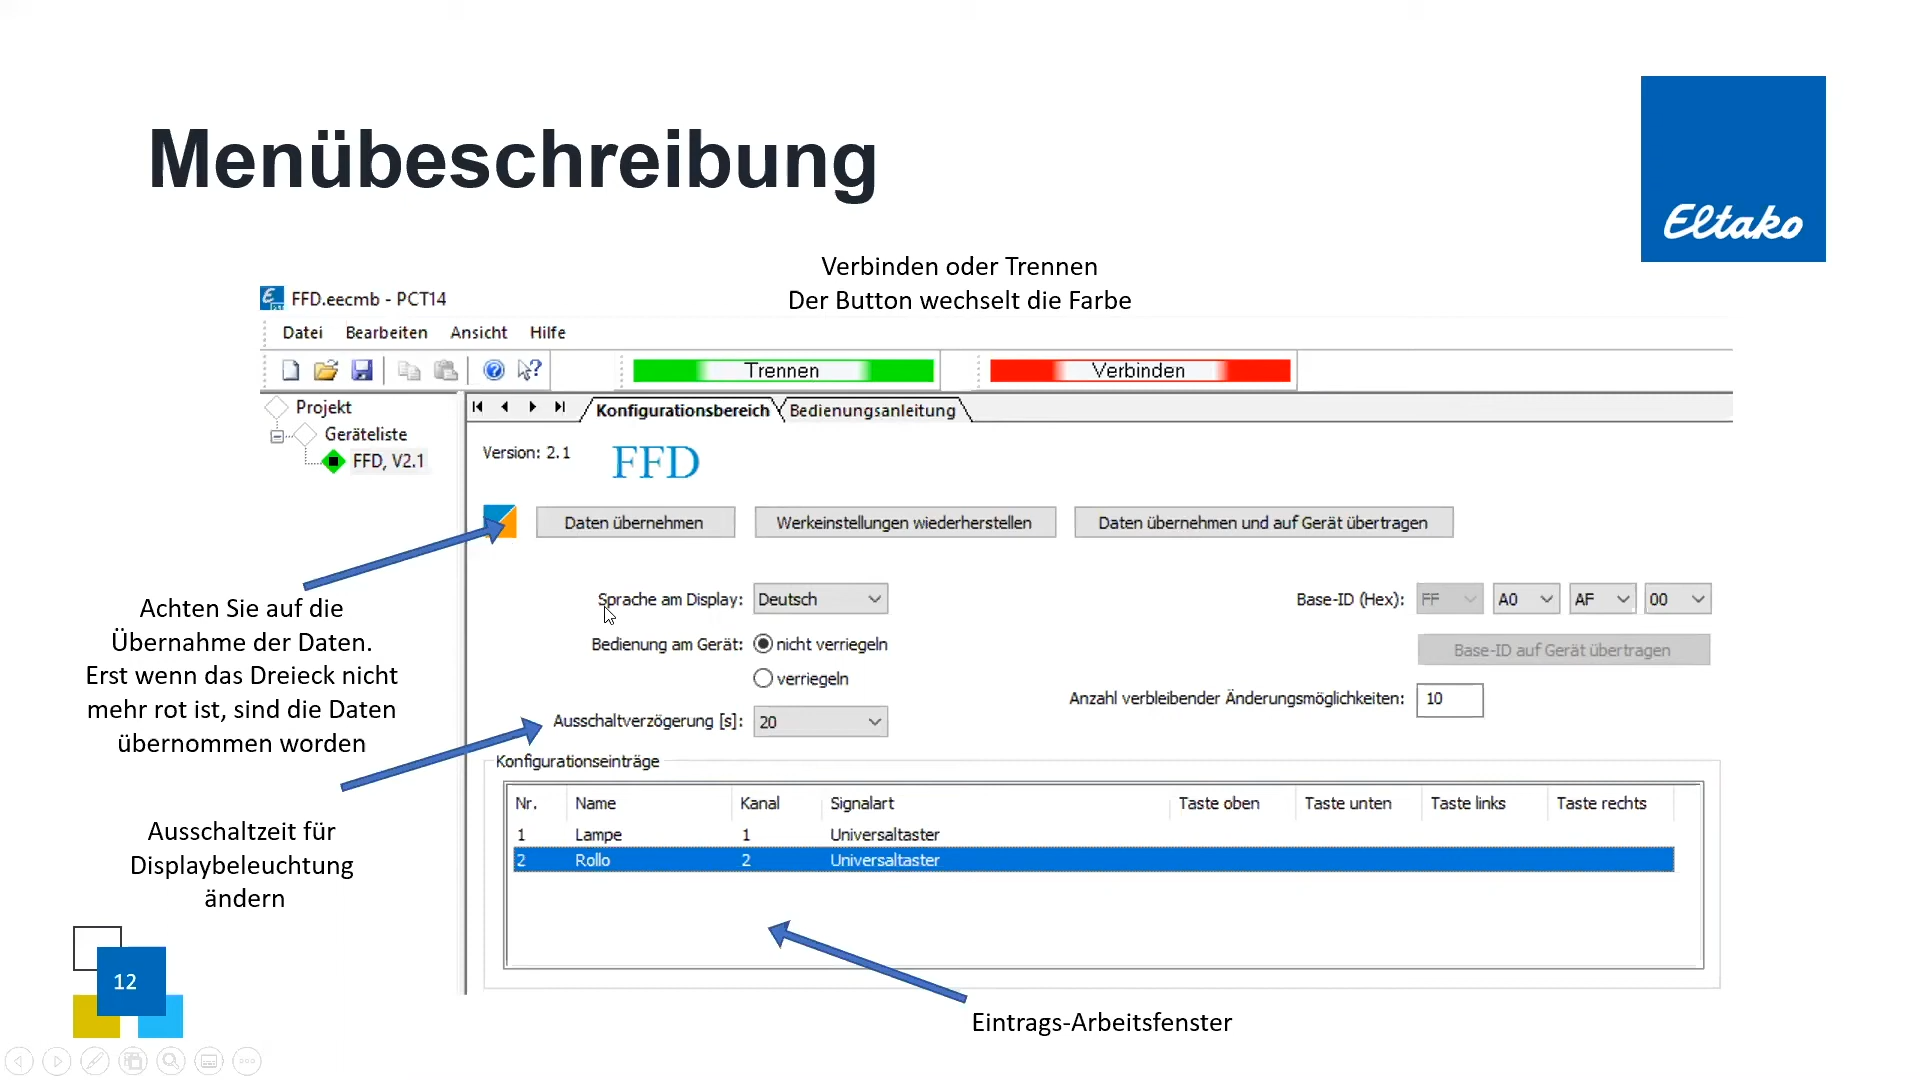 Menübeschreibung
Eltako
Verbinden oder Trennen
Der Button wechselt die Farbe
FFD.eecmb - PCT14
Datei Bearbeiten Ansicht Hilfe
Trennen Verbinden
Projekt
Geräteliste
FFD, V2.1
Konfigurationsbereich Bedienungsanleitung
Version: 2.1 FFD
Daten übernehmen Werkeinstellungen wiederherstellen Daten übernehmen und auf Gerät übertragen
Achten Sie auf die
Übernahme der Daten.
Erst wenn das Dreieck nicht
mehr rot ist, sind die Daten
übernommen worden
Sprache am Display: Deutsch
Bedienung am Gerät: nicht verriegeln
verriegeln
Ausschaltverzögerung [s]: 20
Base-ID (Hex): FF A0 AF 00
Base-ID auf Gerät übertragen
Anzahl verbleibender Änderungsmöglichkeiten: 10
Ausschaltzeit für
Displaybeleuchtung
ändern
Konfigurationseinträge
Nr. Name Kanal Signalart Taste oben Taste unten Taste links Taste rechts
1 Lampe 1 Universaltaster
2 Rollo 2 Universaltaster
Eintrags-Arbeitsfenster
12